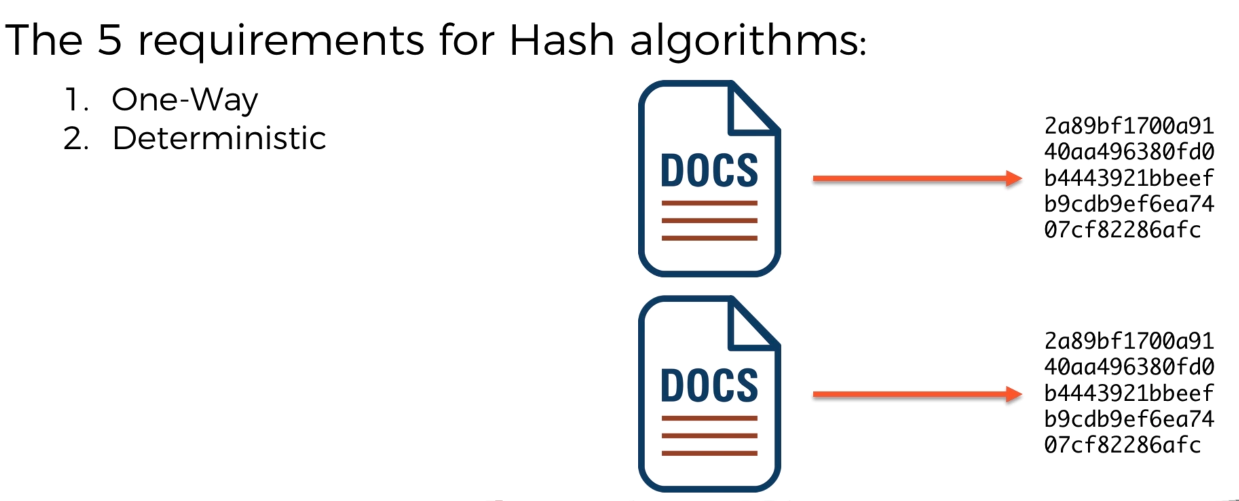 The 5 requirements for Hash algorithms:
1. One-Way
2. Deterministic
DOCS
2a89bf1700a91
40aa496380fd0
b4443921bbeef
b9cdb9ef6ea74
07cf82286afc
DOCS
2a89bf1700a91
40aa496380fd0
b4443921bbeef
b9cdb9ef6ea74
07cf82286afc